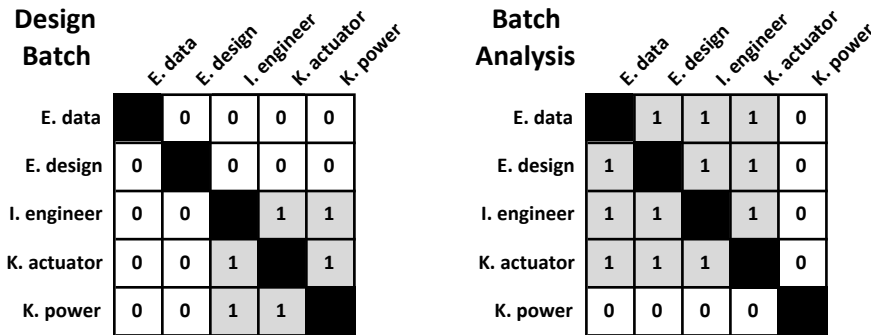 Design
Batch
E. data
E. design
I. engineer
K. actuator
K. power
E. data 0 0 0 0
E. design 0 0 0 0
I. engineer 0 0 1 1
K. actuator 0 0 1 1
K. power 0 0 1 1
Batch
Analysis
E. data
E. design
I. engineer
K. actuator
K. power
E. data 1 1 1 0
E. design 1 1 1 0
I. engineer 1 1 1 0
K. actuator 1 1 1 0
K. power 0 0 0 0